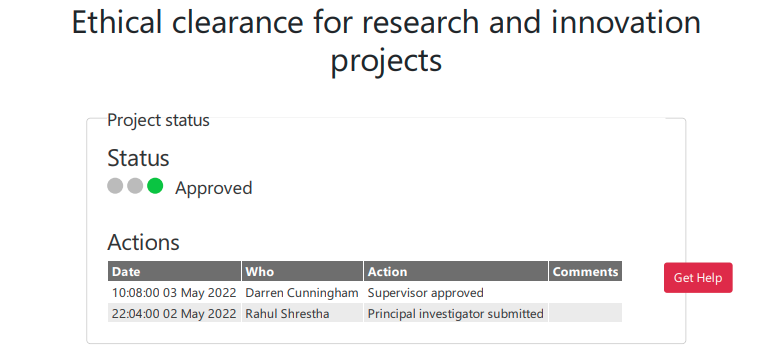 Ethical clearance for research and innovation
projects
Project status
Status
Approved
Actions
Date Who Action Comments
10:08:00 03 May 2022 Darren Cunningham Supervisor approved
Get Help
22:04:00 02 May 2022 Rahul Shrestha Principal investigator submitted